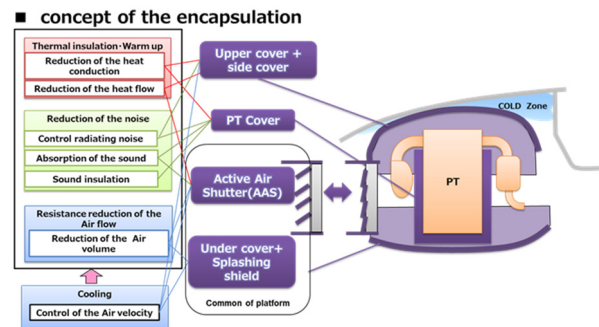 ■ concept of the encapsulation
Thermal insulation・Warm up
Reduction of the heat
conduction
Reduction of the heat flow
Reduction of the noise
Control radiating noise
Absorption of the sound
Sound insulation
Resistance reduction of the
Air flow
Reduction of the Air
volume
Cooling
Control of the Air velocity
Upper cover +
side cover
PT Cover
Active Air
Shutter(AAS)
Under cover+
Splashing
shield
Common of platform
COLD Zone
PT